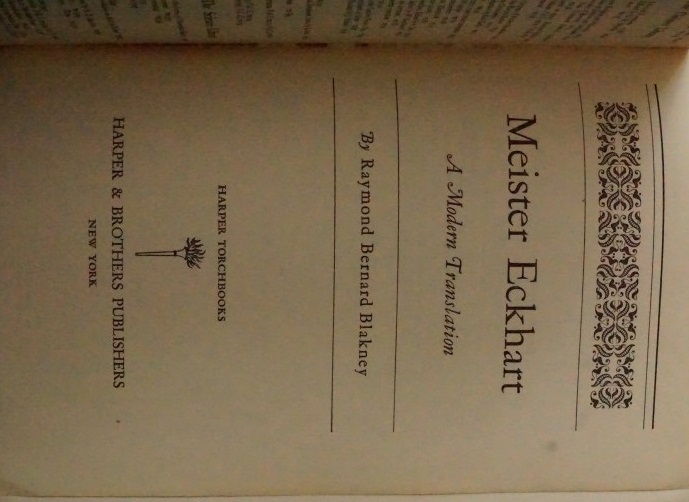 Meister Eckhart
A Modern Translation
By Raymond Bernard Blakney
HARPER TORCHBOOKS
HARPER & BROTHERS PUBLISHERS
NEW YORK